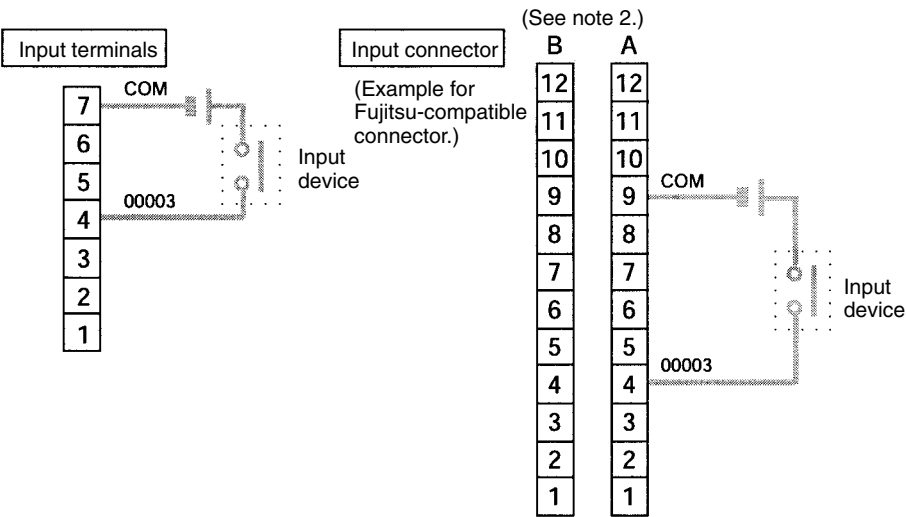 Input terminals
7
6
5
4
3
2
1
COM
00003
Input
device
Input connector
(Example for
Fujitsu-compatible
connector.)
(See note 2.)
B A
12 12
11 11
10 10
9 9
8 8
7 7
6 6
5 5
4 4
3 3
2 2
1 1
COM
00003
Input
device